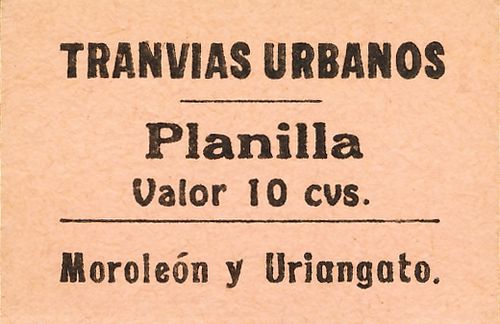 TRANVIAS URBANOS
Planilla
Valor 10 cvs.
Moroleón y Uriangato.